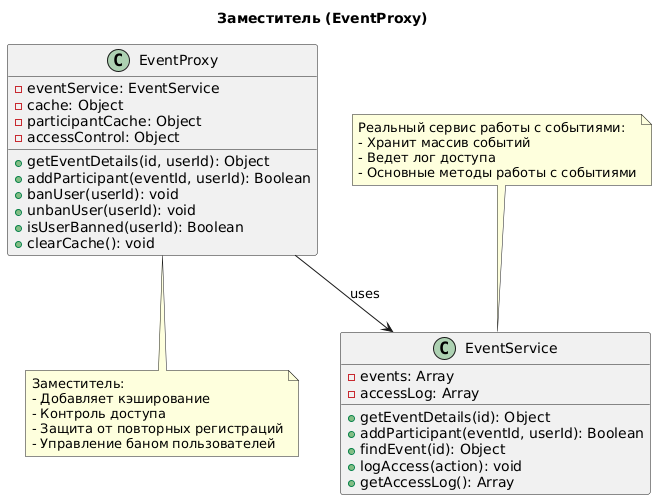 Заместитель (EventProxy)
C EventProxy
eventService: EventService
cache: Object
participantCache: Object
accessControl: Object
getEventDetails(id, userId): Object
addParticipant(eventId, userId): Boolean
banUser(userId): void
unbanUser(userId): void
isUserBanned(userId): Boolean
clearCache(): void
Реальный сервис работы с событиями:
- Хранит массив событий
- Ведет лог доступа
- Основные методы работы с событиями
uses
Заместитель:
- Добавляет кэширование
- Контроль доступа
- Защита от повторных регистраций
- Управление баном пользователей
C EventService
events: Array
accessLog: Array
getEventDetails(id): Object
addParticipant(eventId, userId): Boolean
findEvent(id): Object
logAccess(action): void
getAccessLog(): Array